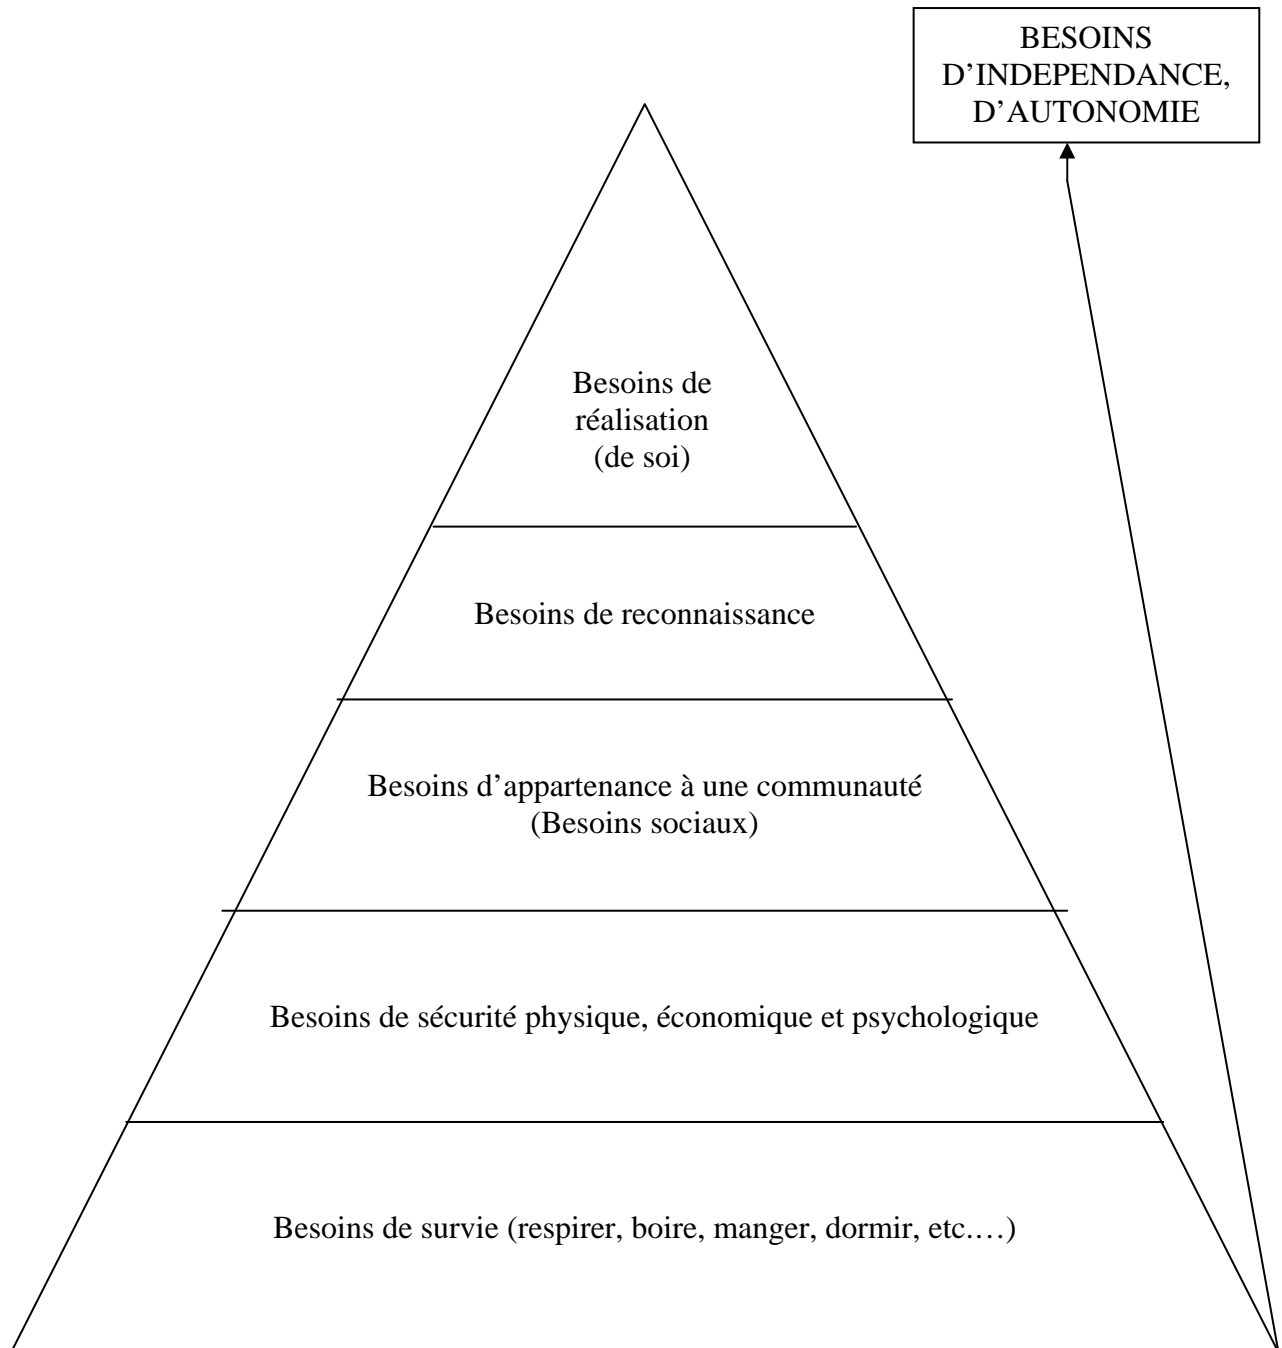 BESOINS
D’INDEPENDANCE,
D’AUTONOMIE
Besoins de
réalisation
(de soi)
Besoins de reconnaissance
Besoins d’appartenance à une communauté
(Besoins sociaux)
Besoins de sécurité physique, économique et psychologique
Besoins de survie (respirer, boire, manger, dormir, etc.…)